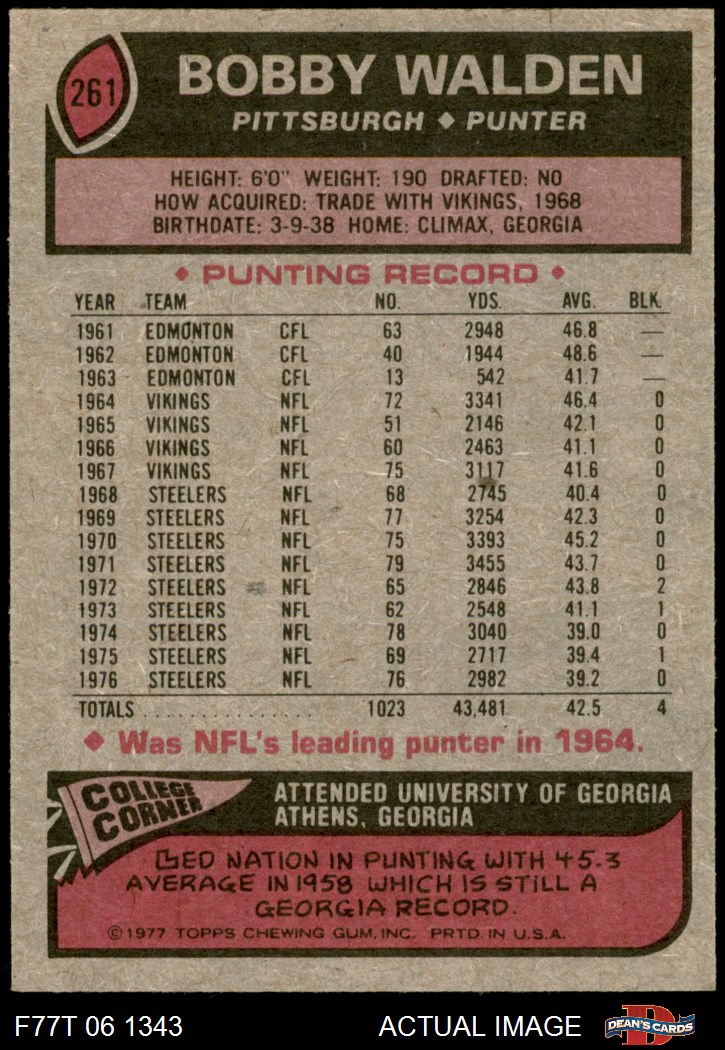 261
BOBBY WALDEN
PITTSBURGH ◆ PUNTER
HEIGHT: 6'0" WEIGHT: 190 DRAFTED: NO
HOW ACQUIRED: TRADE WITH VIKINGS, 1968
BIRTHDATE: 3-9-38 HOME: CLIMAX, GEORGIA
◆ PUNTING RECORD ◆
YEAR TEAM NO. YDS. AVG. BLK.
1961 EDMONTON CFL 63 2948 46.8 —
1962 EDMONTON CFL 40 1944 48.6 —
1963 EDMONTON CFL 13 542 41.7 —
1964 VIKINGS NFL 72 3341 46.4 0
1965 VIKINGS NFL 51 2146 42.1 0
1966 VIKINGS NFL 60 2463 41.1 0
1967 VIKINGS NFL 75 3117 41.6 0
1968 STEELERS NFL 68 2745 40.4 0
1969 STEELERS NFL 77 3254 42.3 0
1970 STEELERS NFL 75 3393 45.2 0
1971 STEELERS NFL 79 3455 43.7 0
1972 STEELERS NFL 65 2846 43.8 2
1973 STEELERS NFL 62 2548 41.1 1
1974 STEELERS NFL 78 3040 39.0 0
1975 STEELERS NFL 69 2717 39.4 1
1976 STEELERS NFL 76 2982 39.2 0
TOTALS . . . . . . . . . . . . . . . 1023 43,481 42.5 4
◆ Was NFL's leading punter in 1964.
COLLEGE
CORNER
ATTENDED UNIVERSITY OF GEORGIA
ATHENS, GEORGIA
LED NATION IN PUNTING WITH 45.3
AVERAGE IN 1958 WHICH IS STILL A
GEORGIA RECORD.
©1977 TOPPS CHEWING GUM, INC. PRTD. IN U.S.A.
F77T 06 1343 ACTUAL IMAGE
D
DEAN'S CARDS